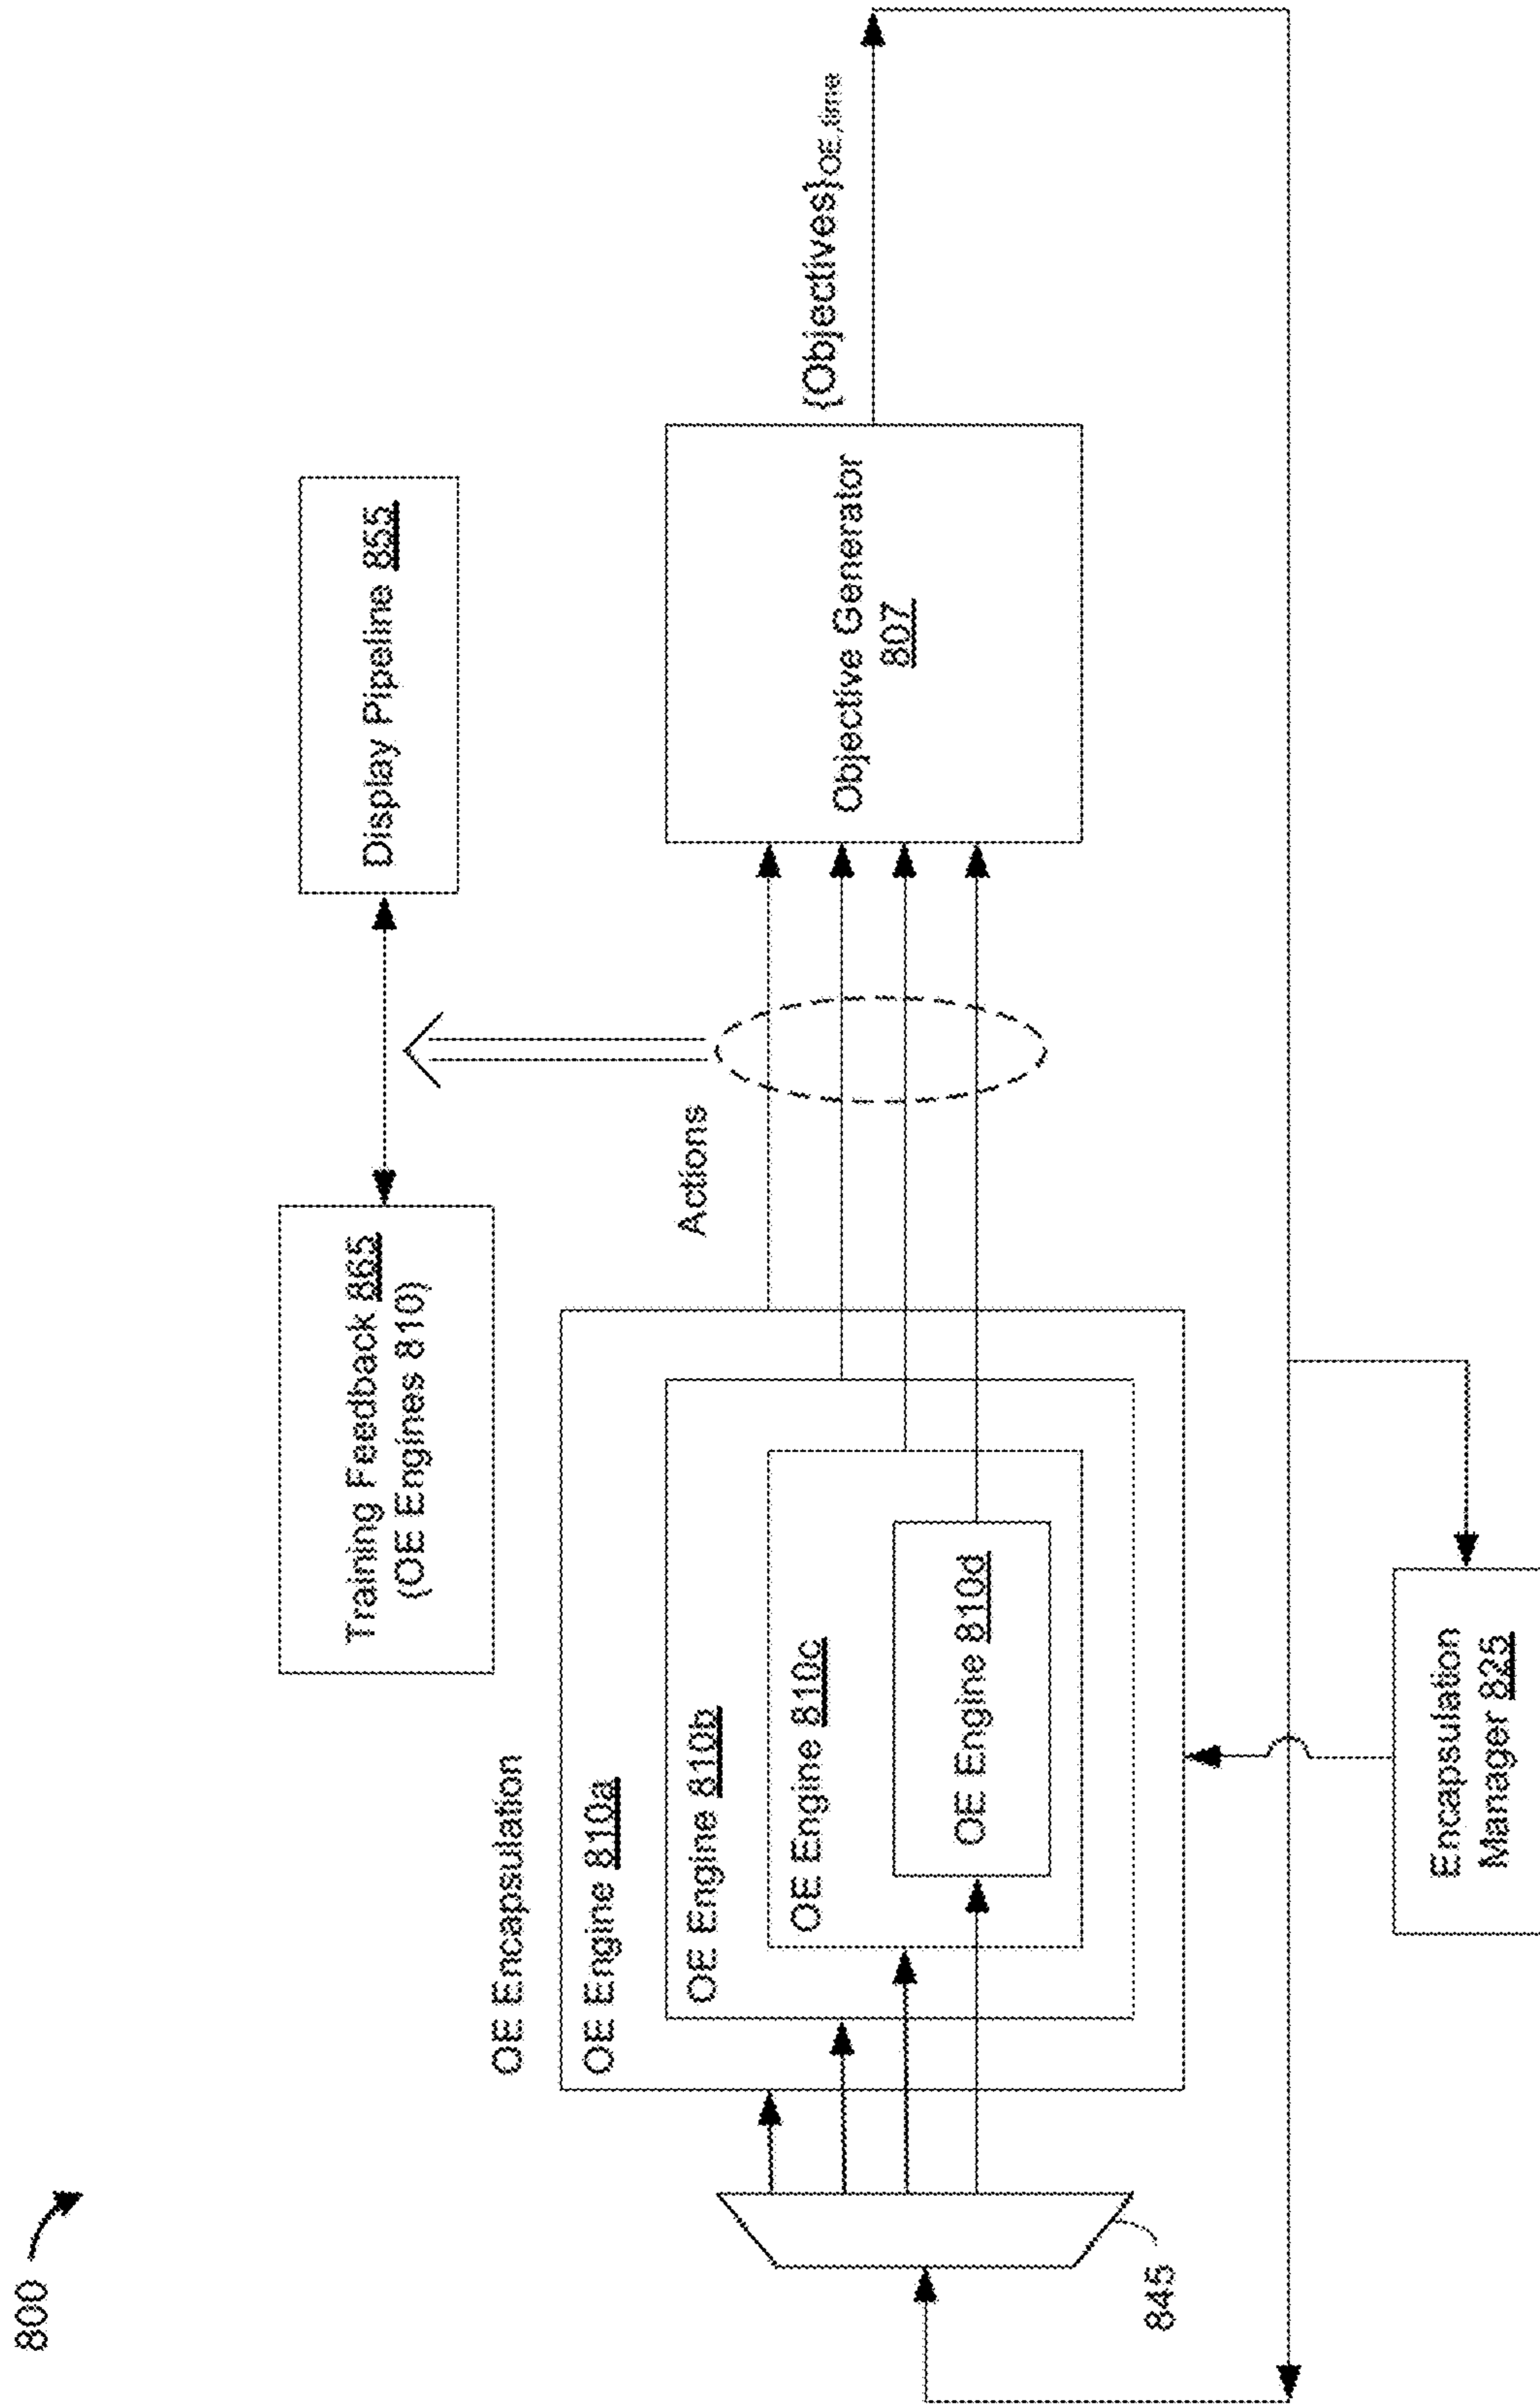 800
Training Feedback 865
(OE Engines 810)
Display Pipeline 855
OE Encapsulation
OE Engine 810a
OE Engine 810b
OE Engine 810c
OE Engine 810d
Actions
Objective Generator
807
{Objectives}OE,time
845
Encapsulation
Manager 825